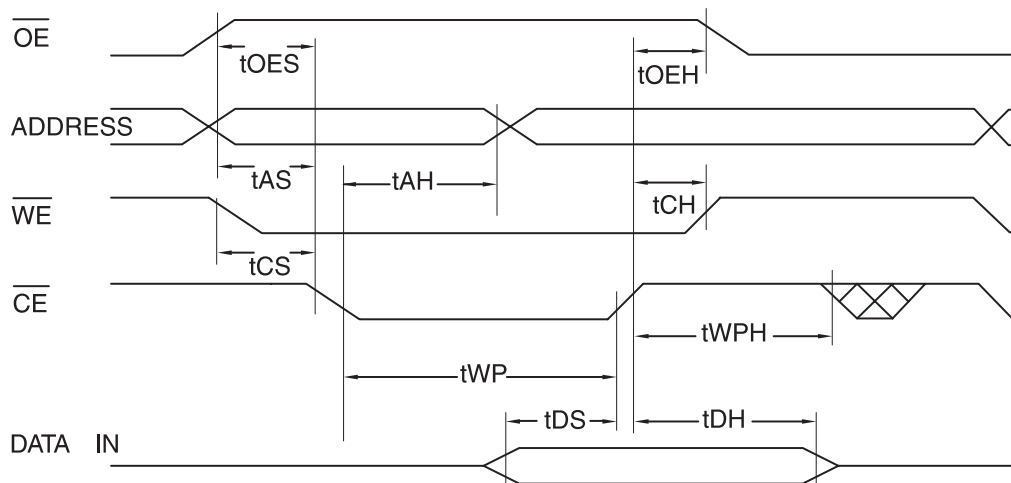 OE
tOES
tOEH
ADDRESS
tAS
tAH
tCH
WE
tCS
CE
tWPH
tWP
tDS
tDH
DATA IN